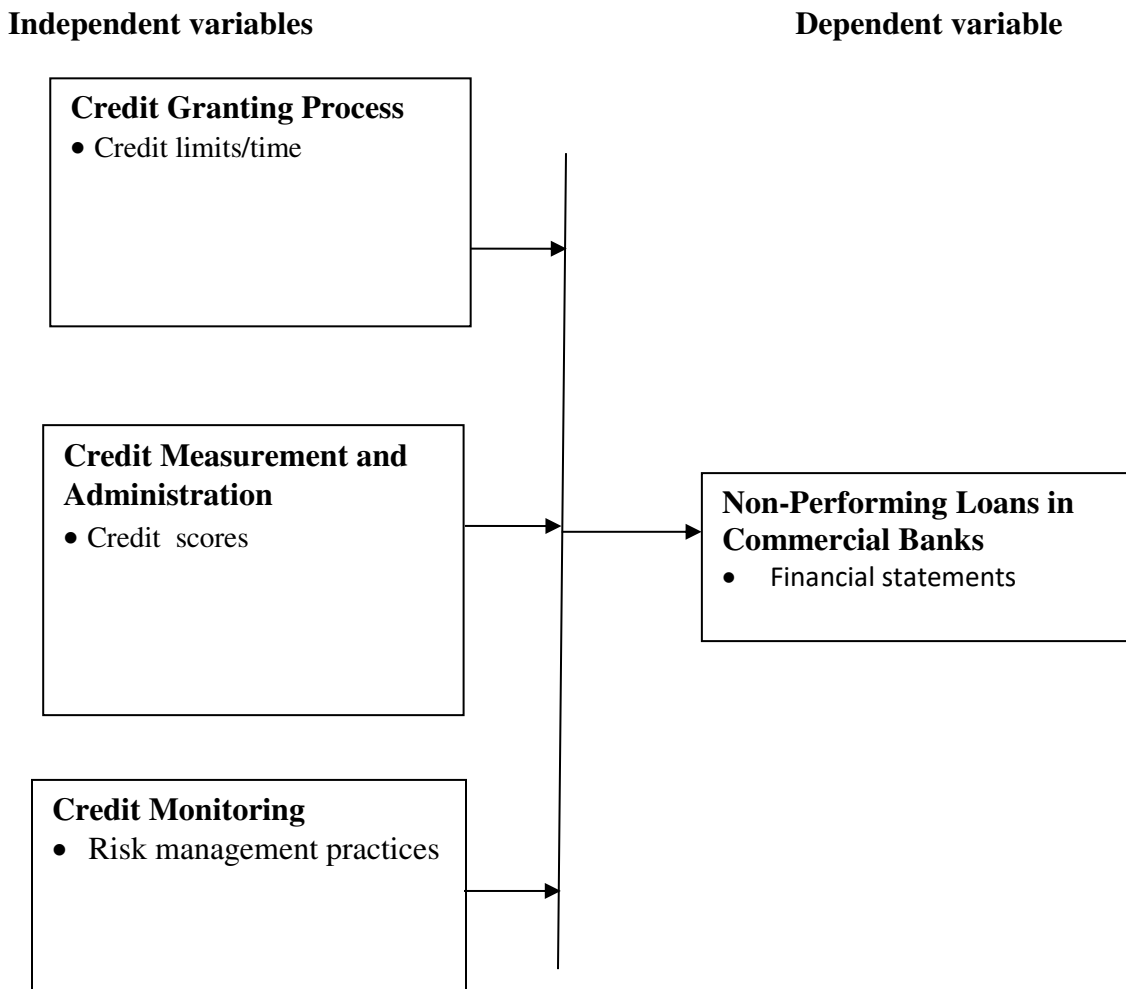 Independent variables
Dependent variable
Credit Granting Process
• Credit limits/time
Credit Measurement and
Administration
• Credit scores
Non-Performing Loans in
Commercial Banks
• Financial statements
Credit Monitoring
• Risk management practices